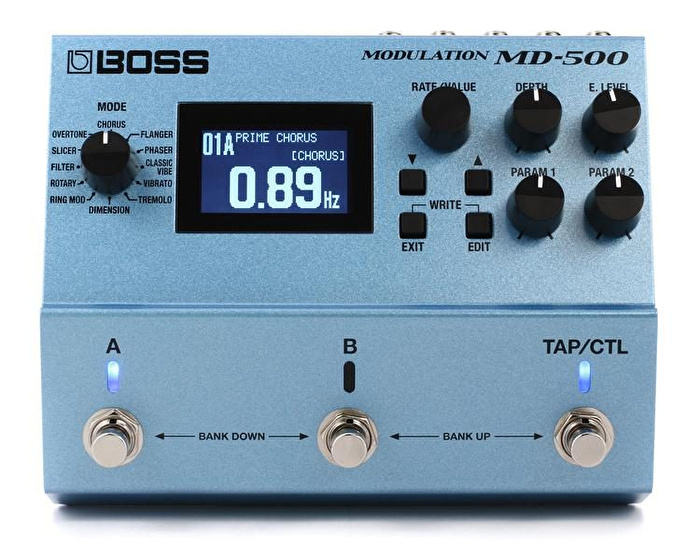 BOSS
MODULATION MD-500
MODE
CHORUS
OVERTONE
FLANGER
SLICER
PHASER
FILTER
CLASSIC
VIBE
ROTARY
VIBRATO
RING MOD
TREMOLO
DIMENSION
01A PRIME CHORUS
[CHORUS]
0.89Hz
RATE/VALUE
DEPTH
E. LEVEL
▼
▲
PARAM 1
PARAM 2
WRITE
EXIT
EDIT
A
B
TAP/CTL
BANK DOWN
BANK UP